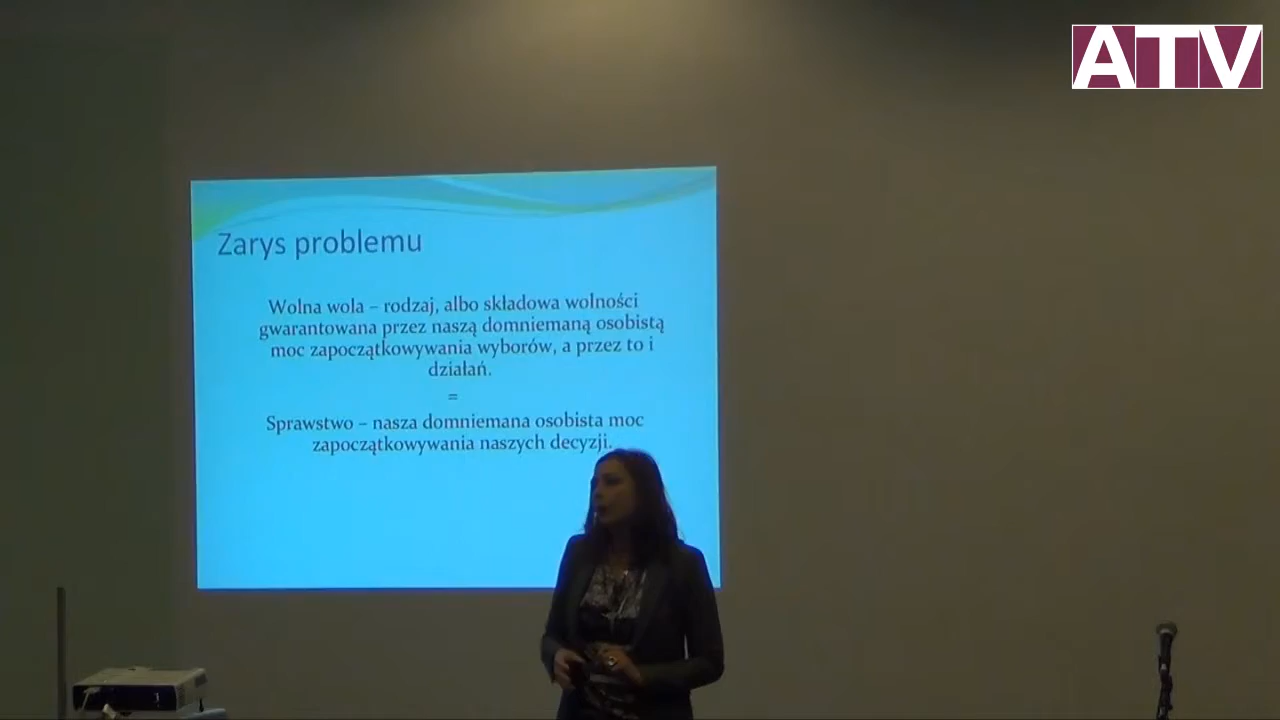 ATV
Zarys problemu
Wolna wola – rodzaj, albo składowa wolności
gwarantowana przez naszą domniemaną osobistą
moc zapoczątkowywania wyborów, a przez to i
działań.
=
Sprawstwo – nasza domniemana osobista moc
zapoczątkowywania naszych decyzji.